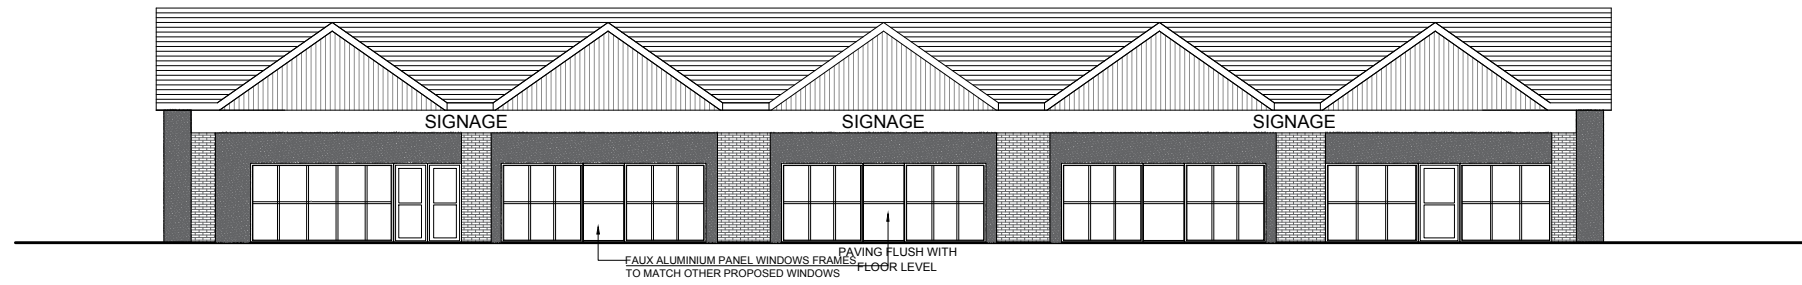 SIGNAGE
SIGNAGE
SIGNAGE
FAUX ALUMINIUM PANEL WINDOWS FRAMES
TO MATCH OTHER PROPOSED WINDOWS
PAVING FLUSH WITH
FLOOR LEVEL